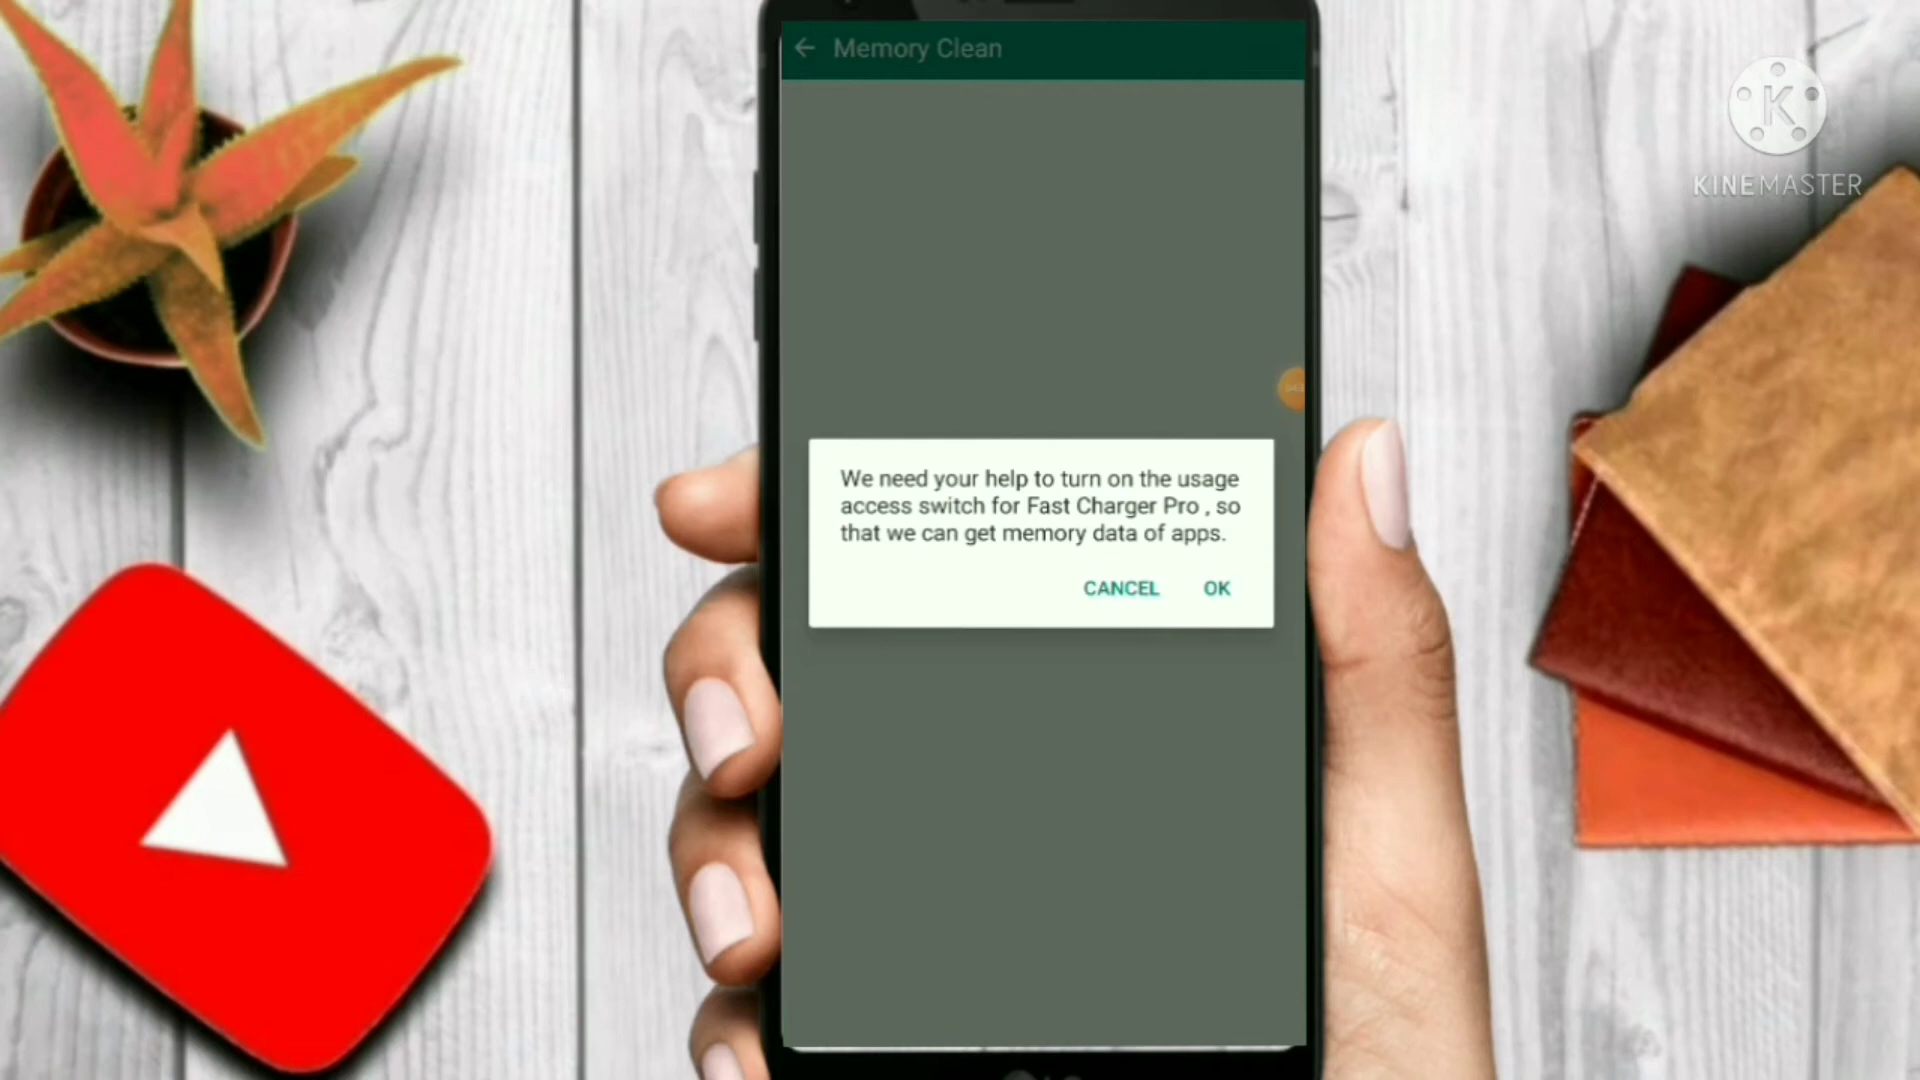 Memory Clean
KINEMASTER
We need your help to turn on the usage
access switch for Fast Charger Pro , so
that we can get memory data of apps.
CANCEL OK